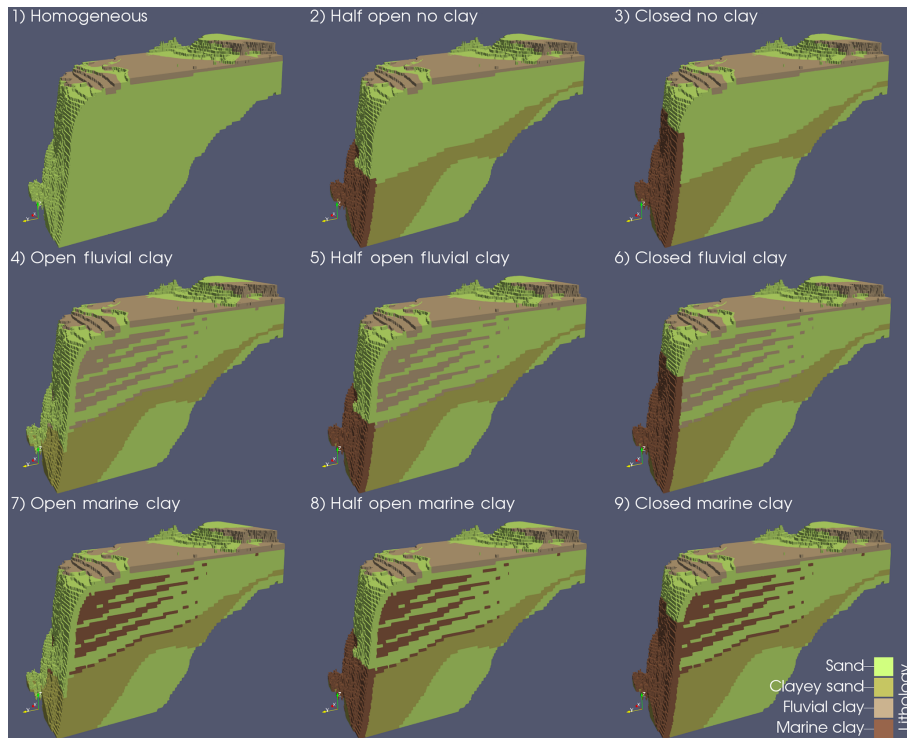 1) Homogeneous
2) Half open no clay
3) Closed no clay
4) Open fluvial clay
5) Half open fluvial clay
6) Closed fluvial clay
7) Open marine clay
8) Half open marine clay
9) Closed marine clay
Sand
Clayey sand
Fluvial clay
Marine clay
Lithology